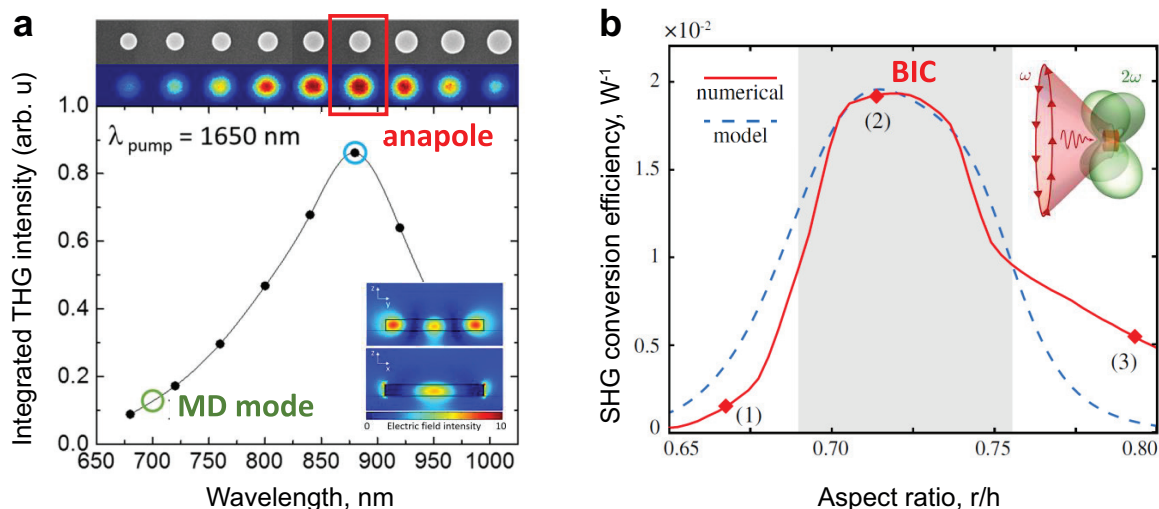 a
anapole
λ pump = 1650 nm
MD mode
Integrated THG intensity (arb. u)
1.0
0.8
0.6
0.4
0.2
0.0
650 700 750 800 850 900 950 1000
Wavelength, nm
z
y
z
x
0 Electric field intensity 10
b
×10⁻²
BIC
numerical
model
ω
2ω
(1)
(2)
(3)
SHG conversion efficiency, W⁻¹
2
1.5
1
0.5
0
0.65 0.70 0.75 0.80
Aspect ratio, r/h